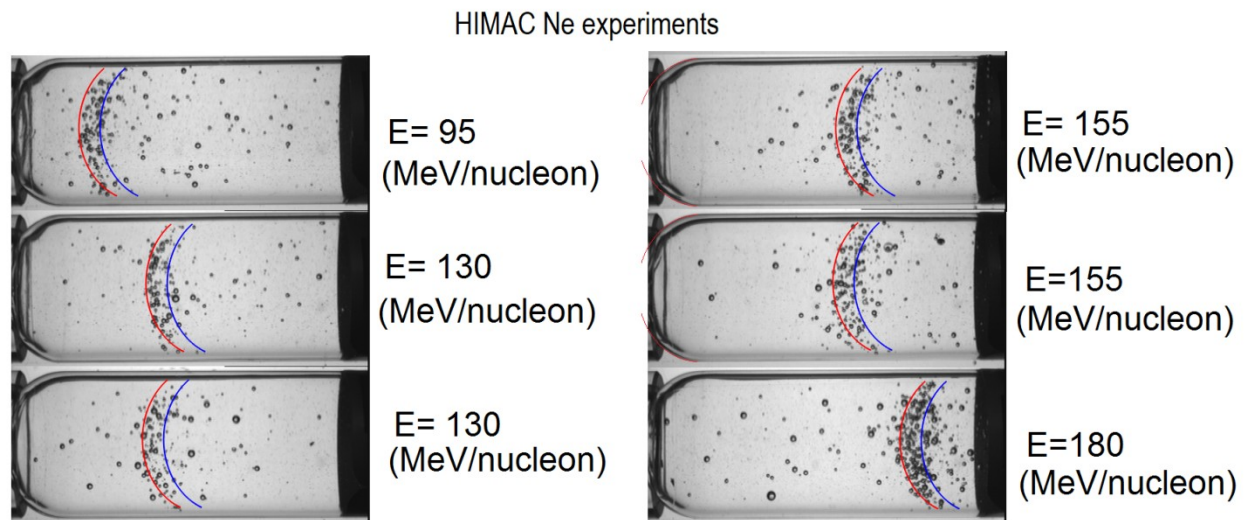 HIMAC Ne experiments
E= 95
(MeV/nucleon)
E= 130
(MeV/nucleon)
E= 130
(MeV/nucleon)
E= 155
(MeV/nucleon)
E=155
(MeV/nucleon)
E=180
(MeV/nucleon)